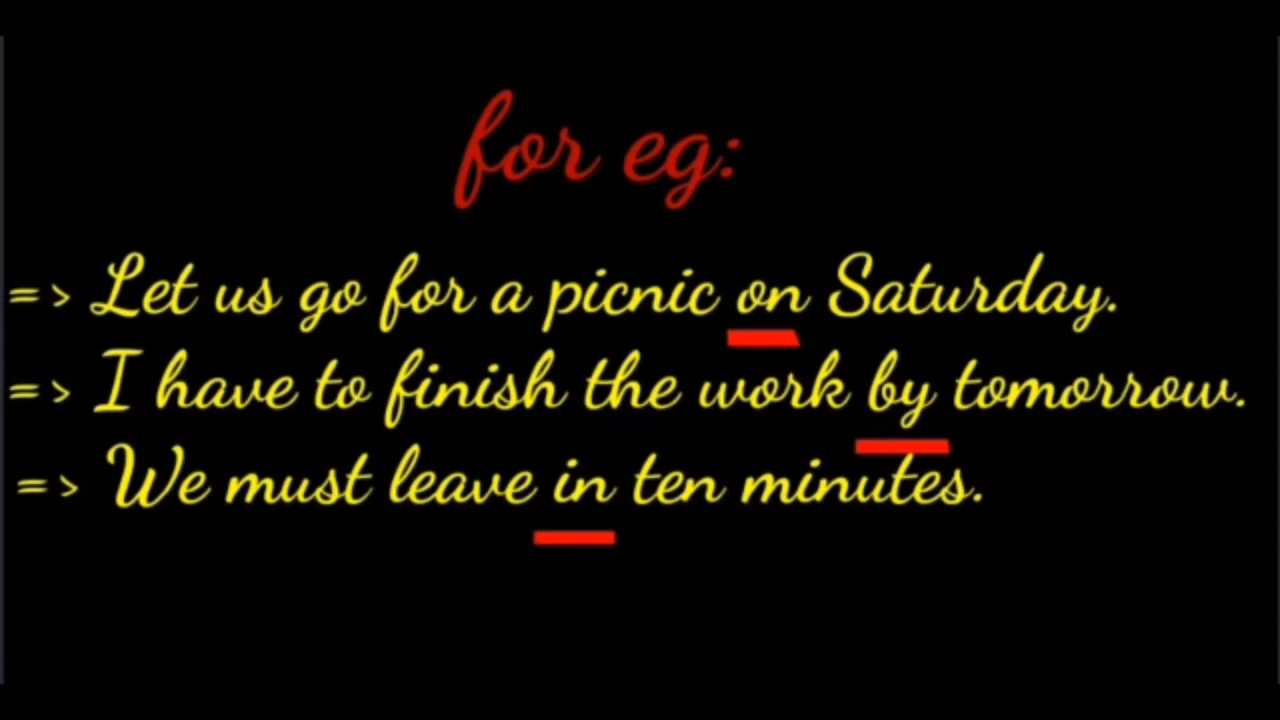 for eg:
=> Let us go for a picnic on Saturday.
=> I have to finish the work by tomorrow.
=> We must leave in ten minutes.